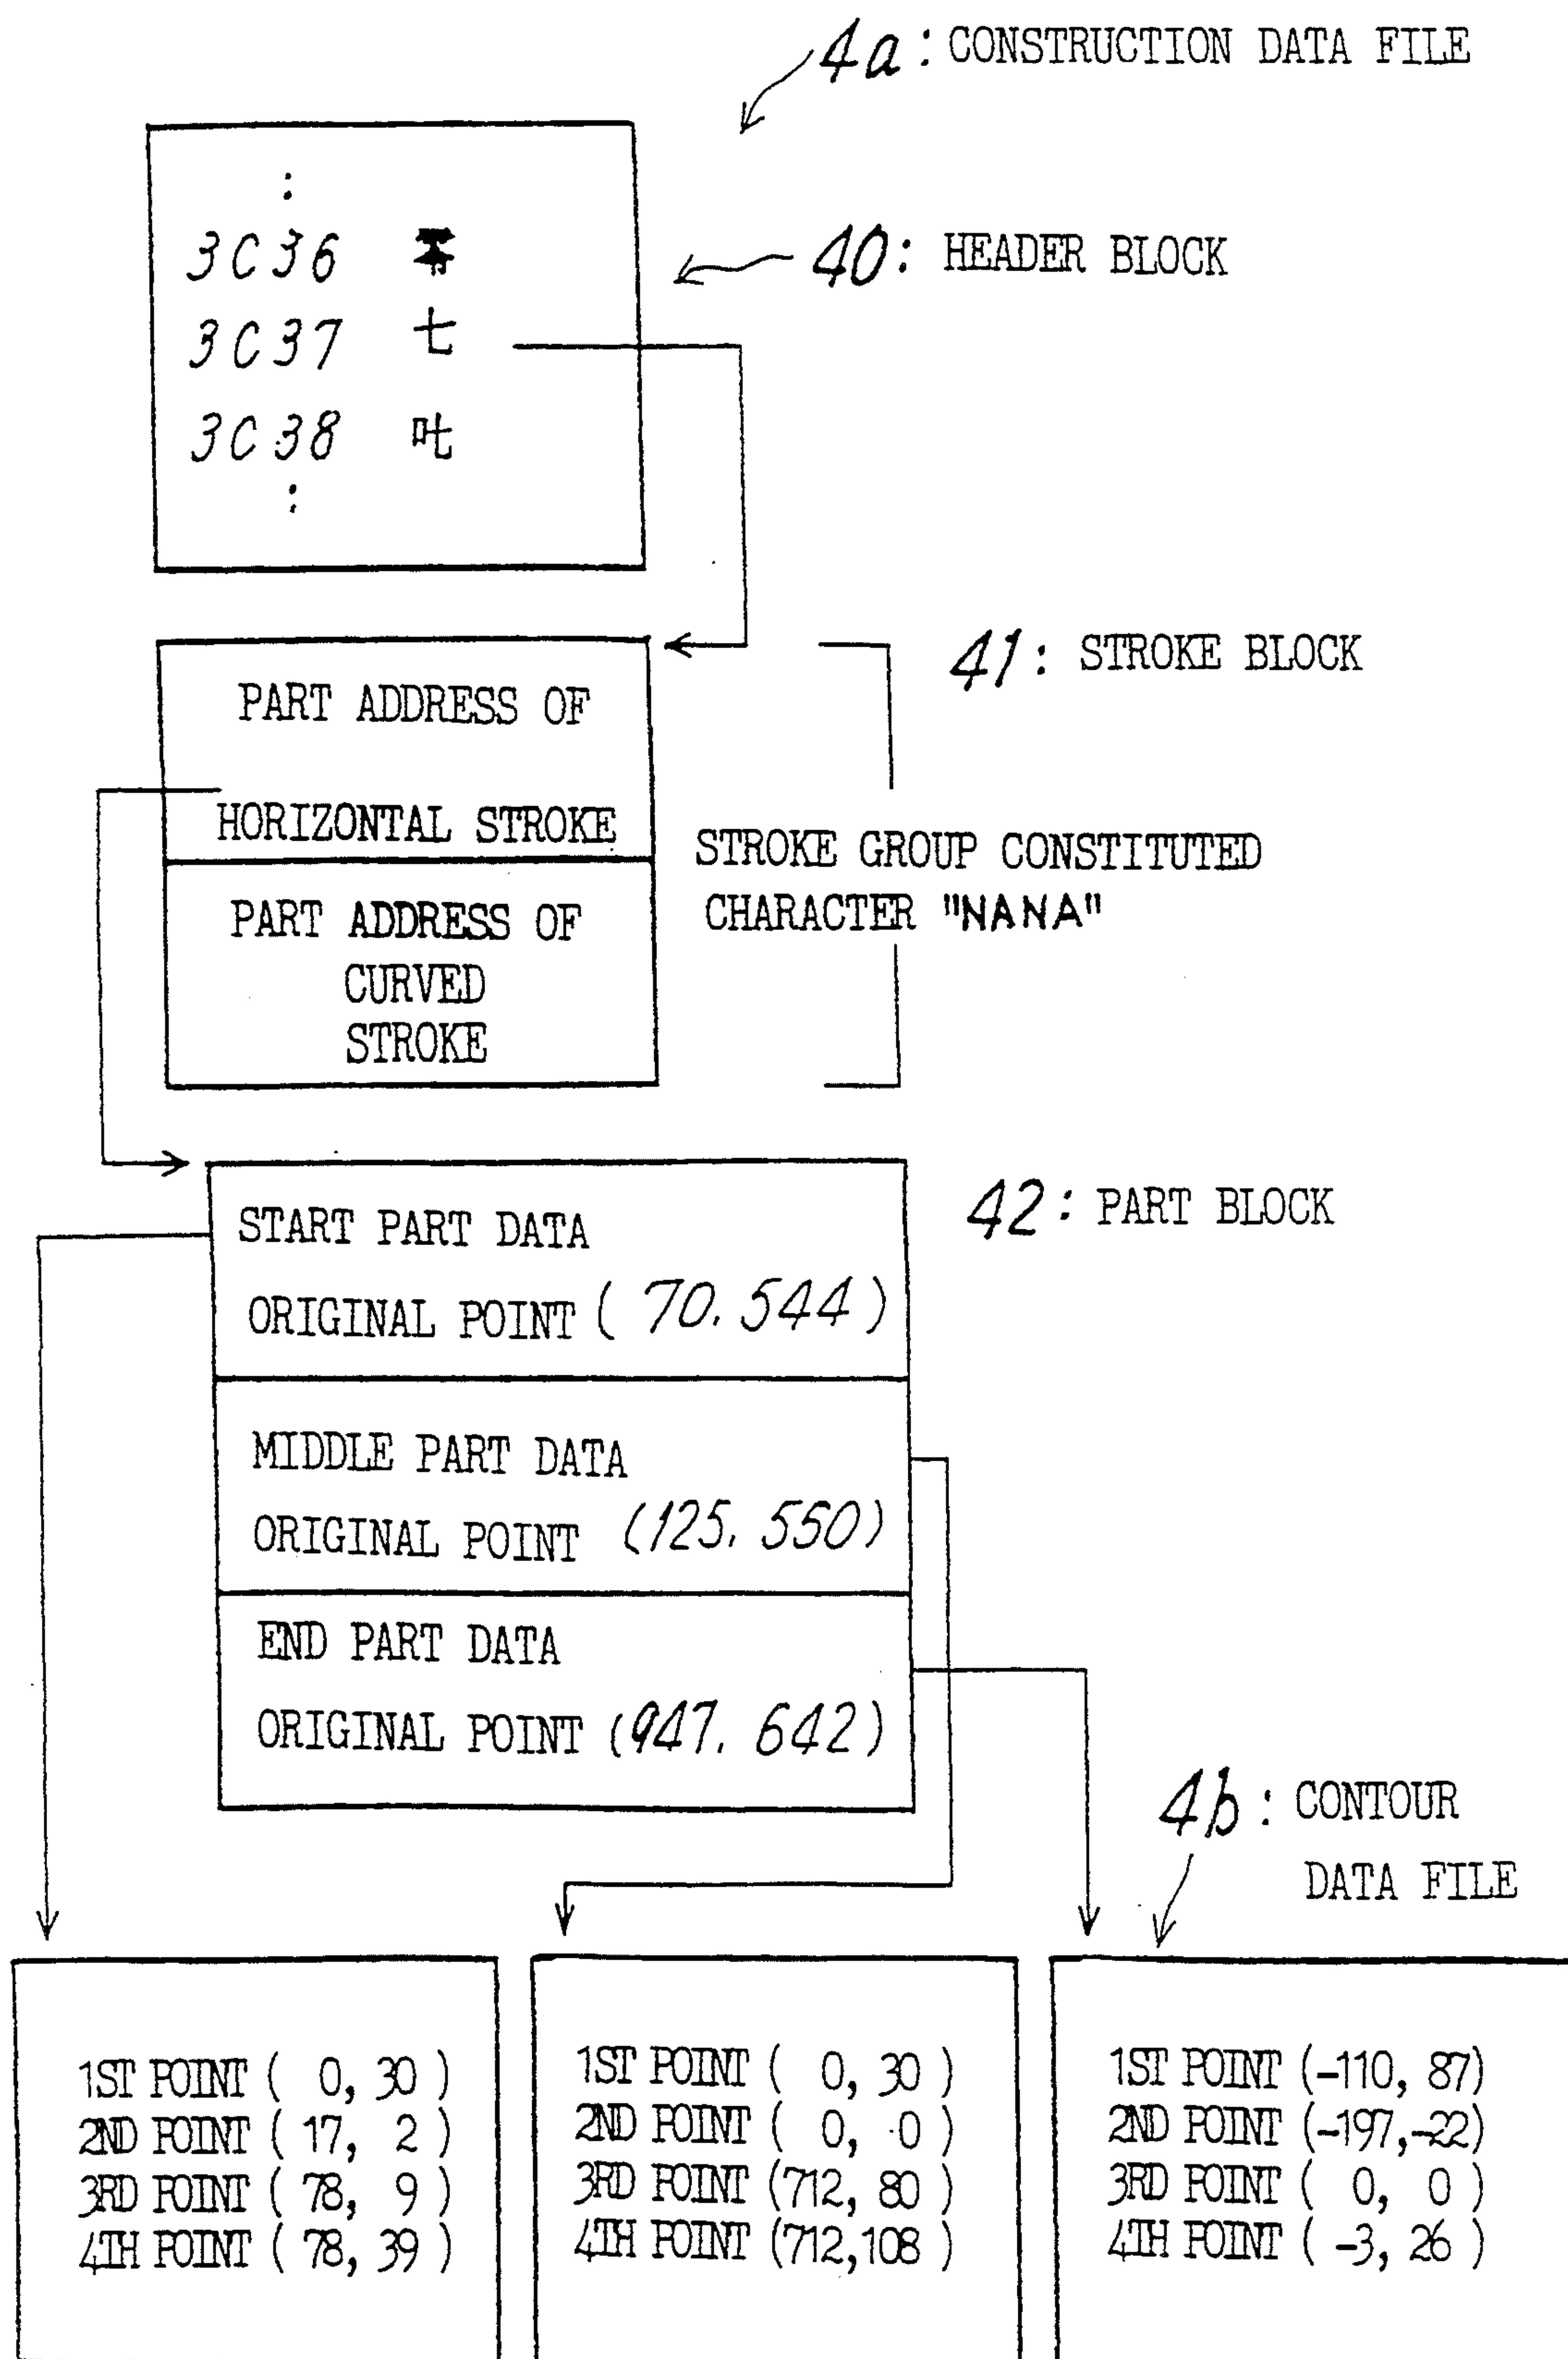 4a: CONSTRUCTION DATA FILE
:
3C36
40: HEADER BLOCK
3C37 七
3C38 叱
:
41: STROKE BLOCK
PART ADDRESS OF
HORIZONTAL STROKE
STROKE GROUP CONSTITUTED
CHARACTER "NANA"
PART ADDRESS OF
CURVED
STROKE
42: PART BLOCK
START PART DATA
ORIGINAL POINT (70. 544)
MIDDLE PART DATA
ORIGINAL POINT (125. 550)
END PART DATA
ORIGINAL POINT (947. 642)
4b: CONTOUR
DATA FILE
1ST POINT ( 0, 30 )
2ND POINT ( 17, 2 )
3RD POINT ( 78, 9 )
4TH POINT ( 78, 39 )
1ST POINT ( 0, 30 )
2ND POINT ( 0, 0 )
3RD POINT (712, 80 )
4TH POINT (712,108 )
1ST POINT (-110, 87)
2ND POINT (-197,-22)
3RD POINT ( 0, 0 )
4TH POINT ( -3, 26 )